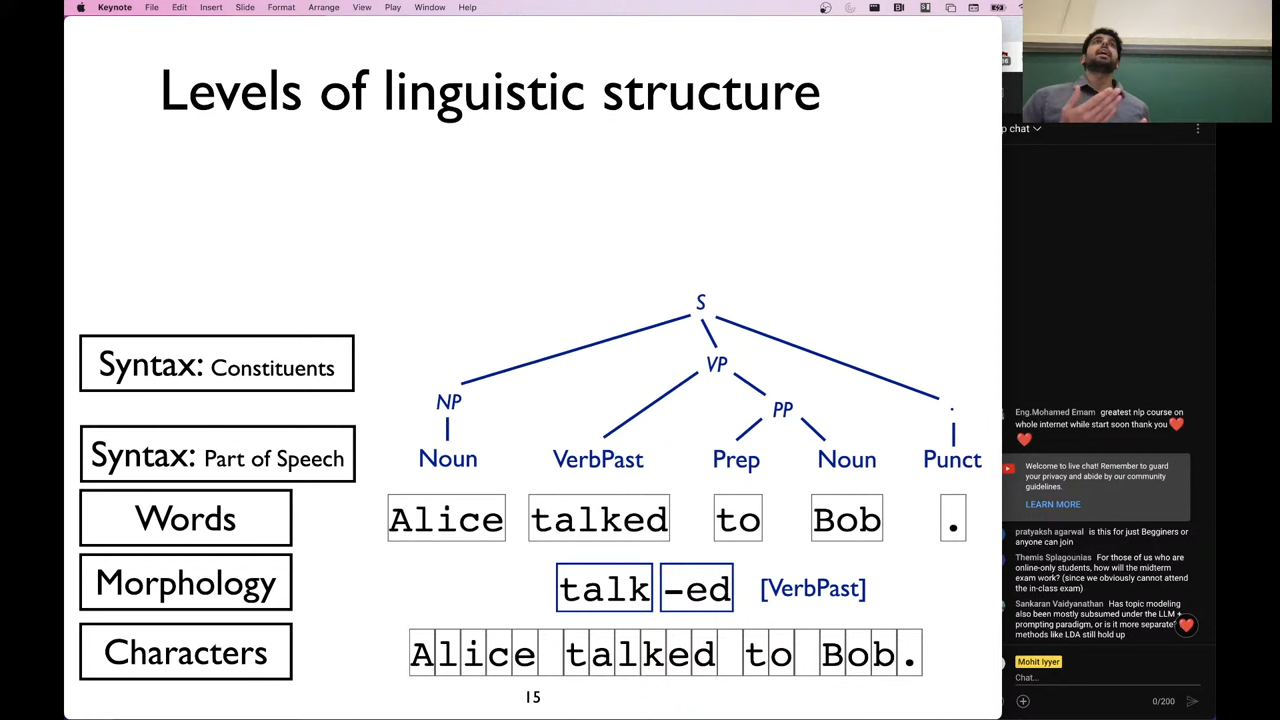 Keynote File Edit Insert Slide Format Arrange View Play Window Help
Levels of linguistic structure
S
VP
Syntax: Constituents
NP
PP
.
Syntax: Part of Speech
Noun VerbPast Prep Noun Punct
Words
Alice talked to Bob .
Morphology
talk -ed [VerbPast]
Characters
Alice talked to Bob.
15
p chat
Eng.Mohamed Emam greatest nlp course on
whole internet while start soon thank you ❤️
❤️
Welcome to live chat! Remember to guard
your privacy and abide by our community
guidelines.
LEARN MORE
pratyaksh agarwal is this for just Begginers or
anyone can join
Themis Splagounias For those of us who are
online-only students, how will the midterm
exam work? (since we obviously cannot attend
the in-class exam)
Sankaran Vaidyanathan Has topic modeling
also been mostly subsumed under the LLM +
prompting paradigm, or is it more separate?
methods like LDA still hold up
Mohit Iyyer
Chat...
0/200